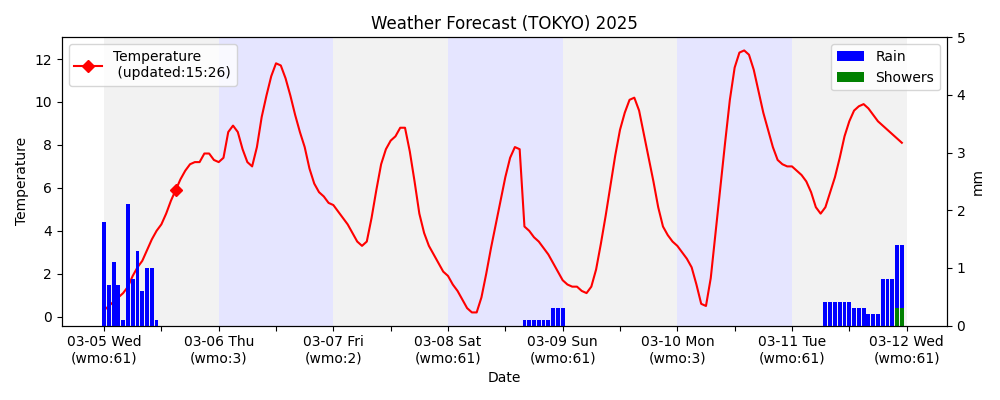 Weather Forecast (TOKYO) 2025
Temperature
(updated:15:26)
Rain
Showers
Temperature
12
10
8
6
4
2
0
5
4
3
2
1
0
mm
03-05 Wed
(wmo:61)
03-06 Thu
(wmo:3)
03-07 Fri
(wmo:2)
03-08 Sat
(wmo:61)
03-09 Sun
(wmo:61)
03-10 Mon
(wmo:3)
03-11 Tue
(wmo:61)
03-12 Wed
(wmo:61)
Date